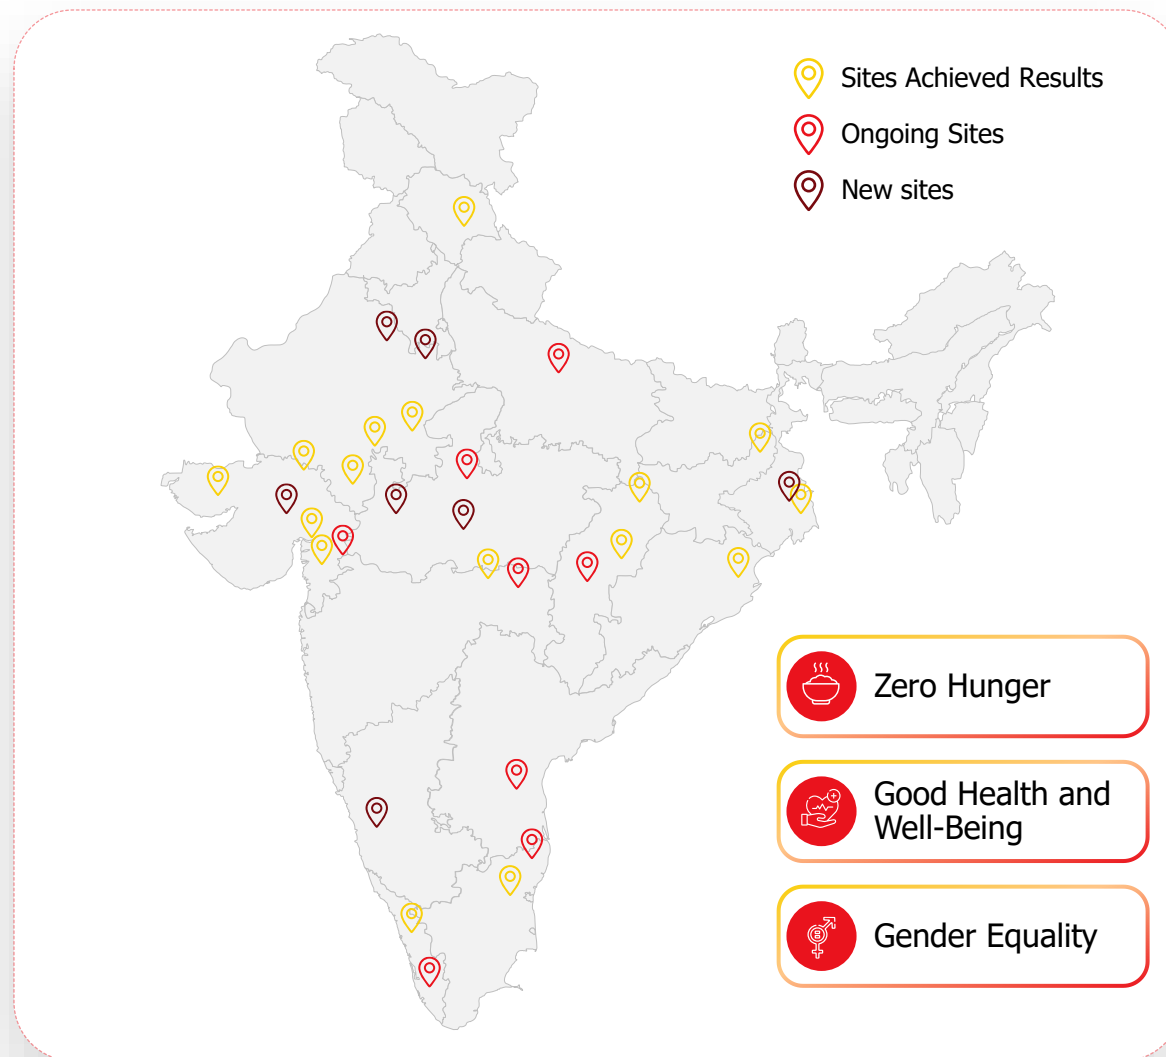 Sites Achieved Results
Ongoing Sites
New sites
Zero Hunger
Good Health and
Well-Being
Gender Equality